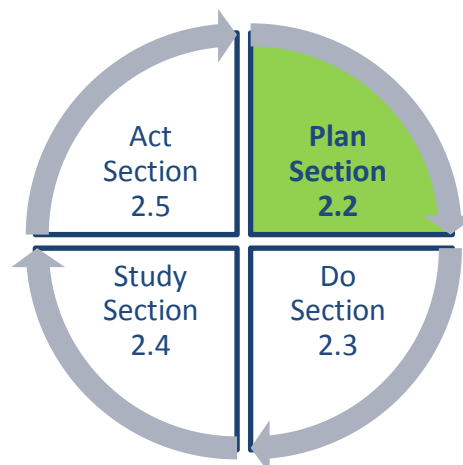 Act
Section
2.5
Plan
Section
2.2
Study
Section
2.4
Do
Section
2.3